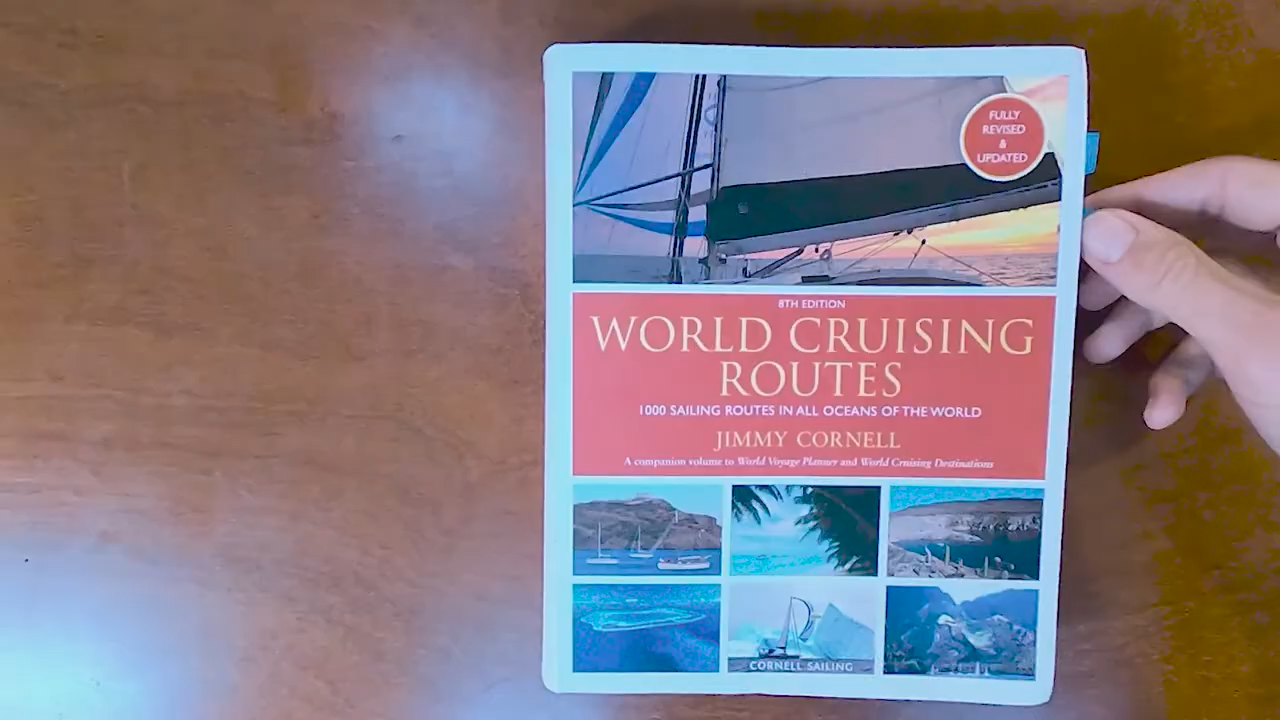 FULLY
REVISED
&
UPDATED
8TH EDITION
WORLD CRUISING
ROUTES
1000 SAILING ROUTES IN ALL OCEANS OF THE WORLD
JIMMY CORNELL
A companion volume to World Voyage Planner and World Cruising Destinations
CORNELL SAILING